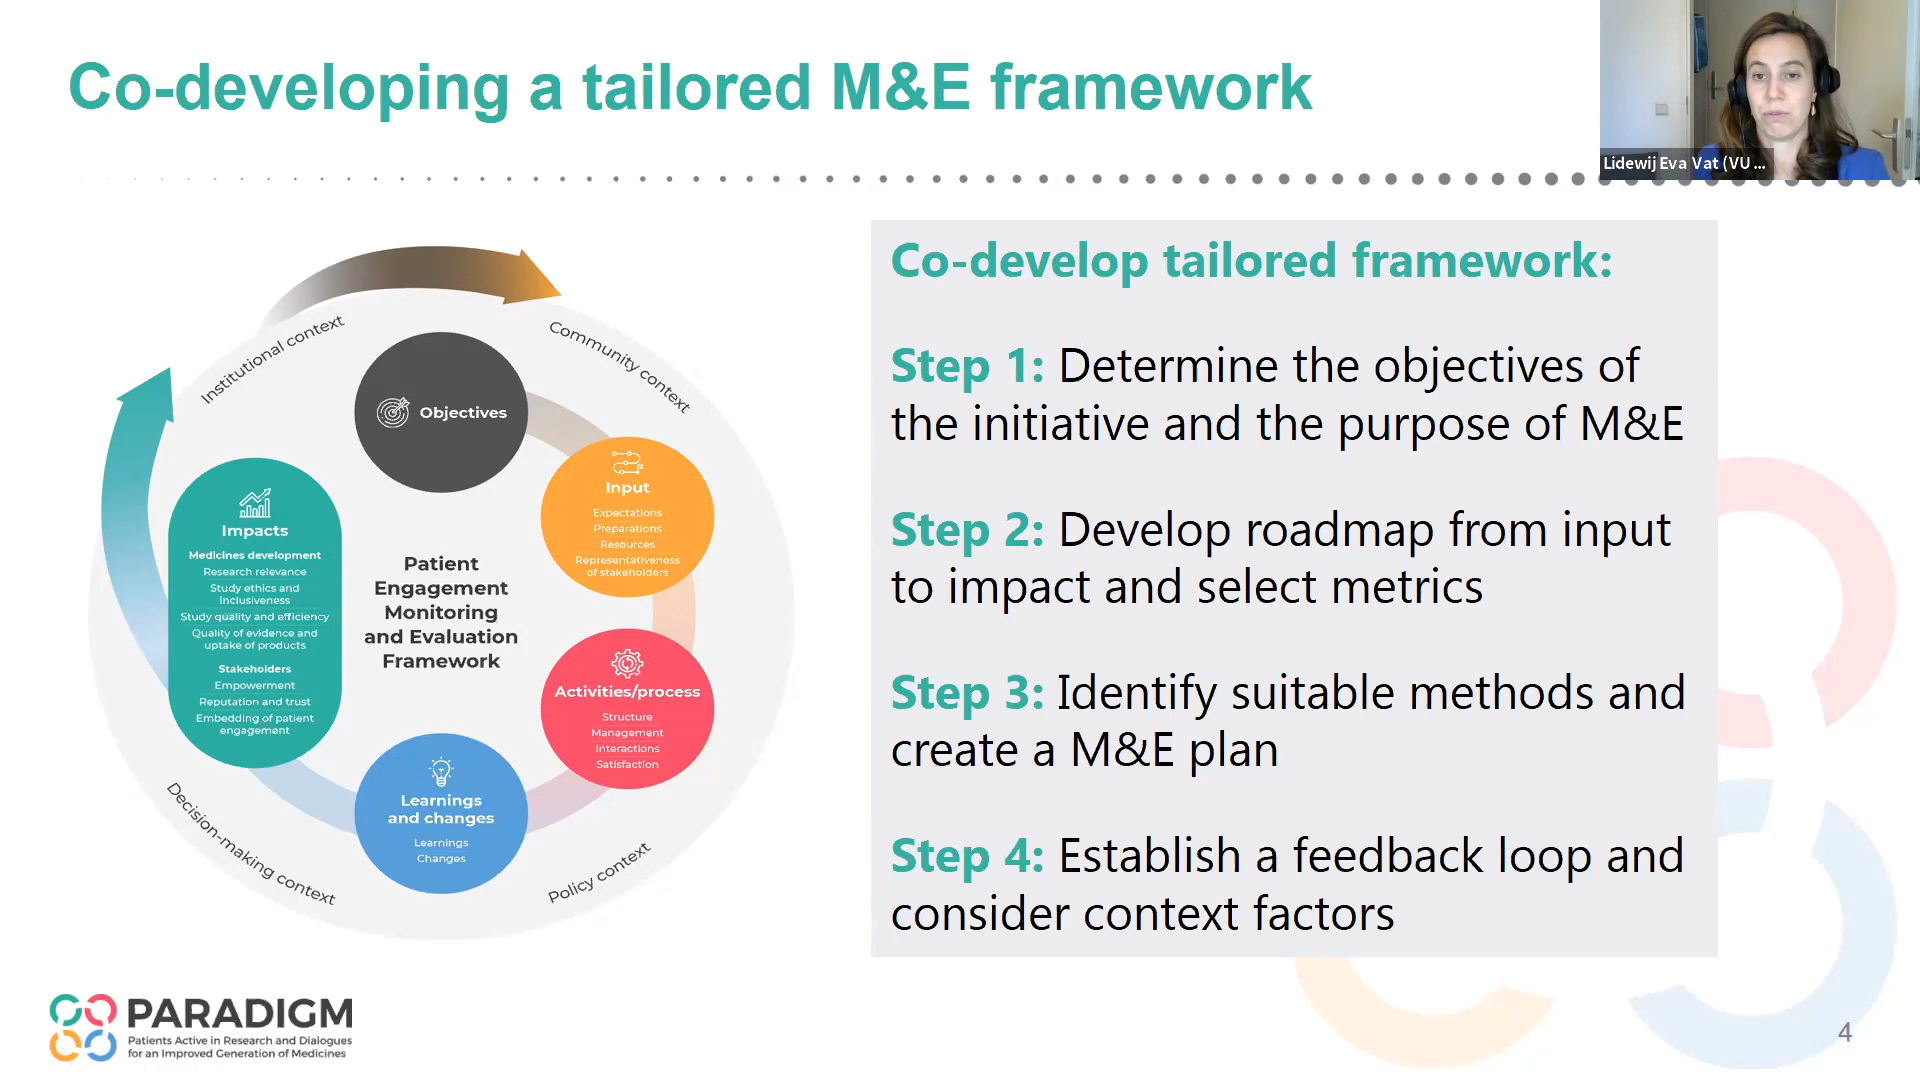 Co-developing a tailored M&E framework
Lidewij Eva Vat (VU ...
Institutional context
Community context
Decision-making context
Policy context
Objectives
Input
Expectations
Preparations
Resources
Representativeness
of stakeholders
Activities/process
Structure
Management
Interactions
Satisfaction
Learnings
and changes
Learnings
Changes
Impacts
Medicines development
Research relevance
Study ethics and
Inclusiveness
Study quality and efficiency
Quality of evidence and
uptake of products
Stakeholders
Empowerment
Reputation and trust
Embedding of patient
engagement
Patient
Engagement
Monitoring
and Evaluation
Framework
Co-develop tailored framework:
Step 1: Determine the objectives of
the initiative and the purpose of M&E
Step 2: Develop roadmap from input
to impact and select metrics
Step 3: Identify suitable methods and
create a M&E plan
Step 4: Establish a feedback loop and
consider context factors
PARADIGM
Patients Active in Research and Dialogues
for an Improved Generation of Medicines
4